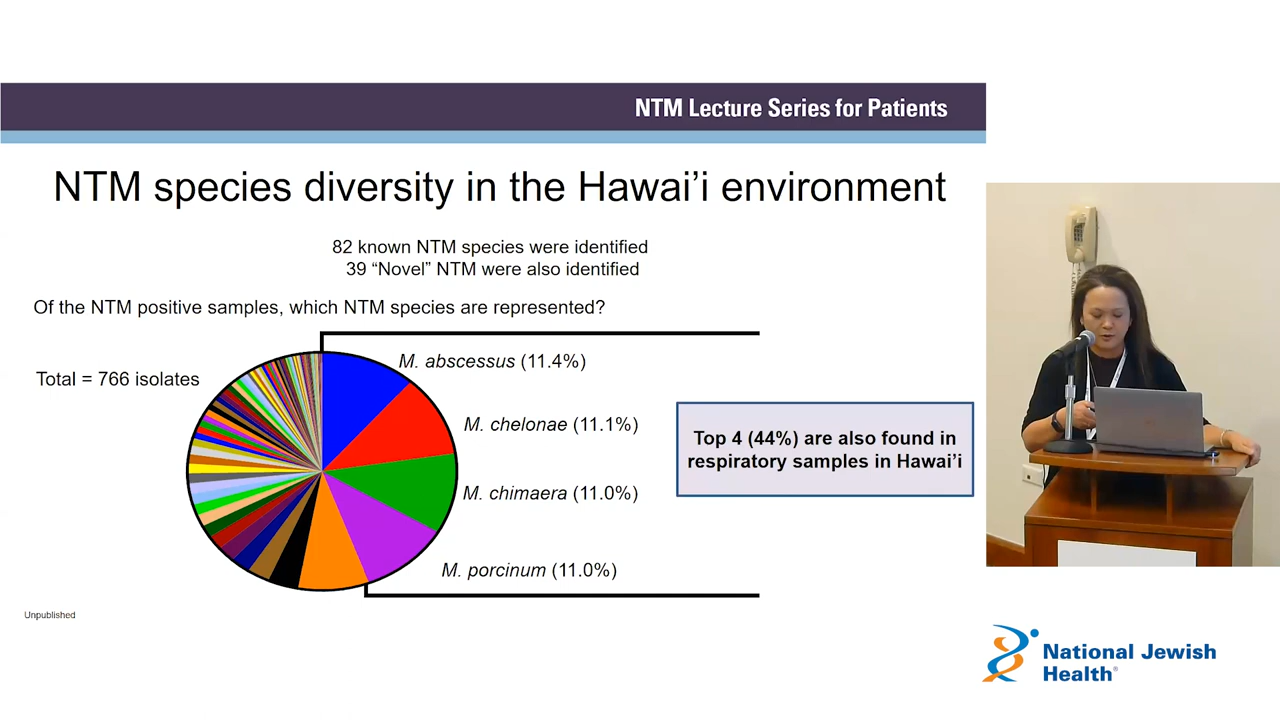 NTM Lecture Series for Patients
NTM species diversity in the Hawai'i environment
82 known NTM species were identified
39 “Novel” NTM were also identified
Of the NTM positive samples, which NTM species are represented?
Total = 766 isolates
M. abscessus (11.4%)
M. chelonae (11.1%)
M. chimaera (11.0%)
M. porcinum (11.0%)
Top 4 (44%) are also found in
respiratory samples in Hawai'i
Unpublished
National Jewish
Health®